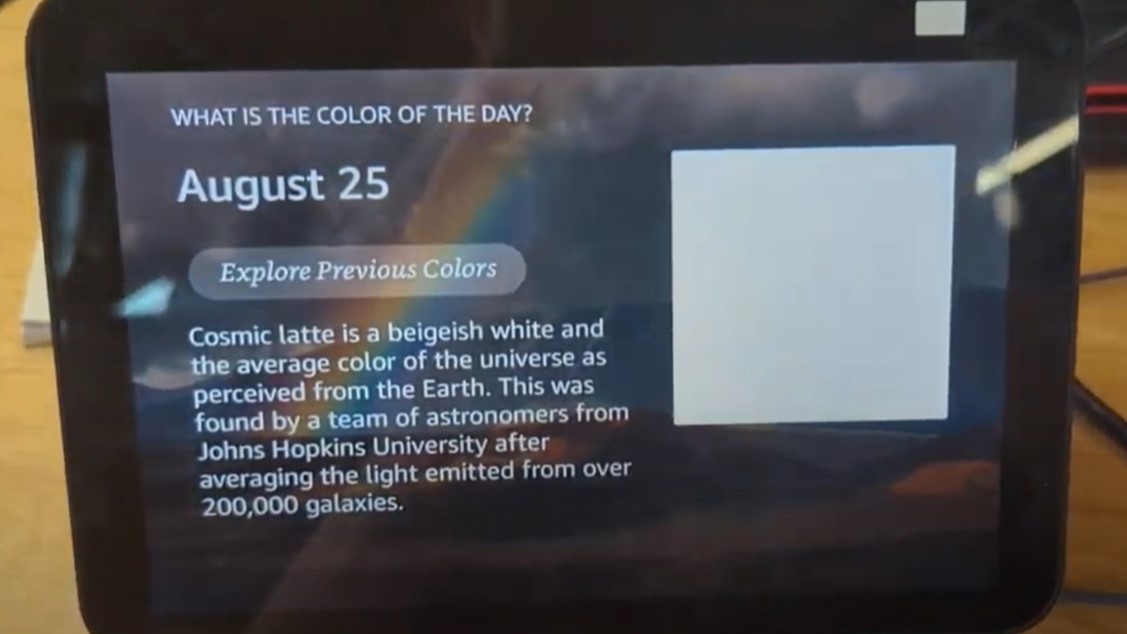 WHAT IS THE COLOR OF THE DAY?
August 25
Explore Previous Colors
Cosmic latte is a beigeish white and
the average color of the universe as
perceived from the Earth. This was
found by a team of astronomers from
Johns Hopkins University after
averaging the light emitted from over
200,000 galaxies.